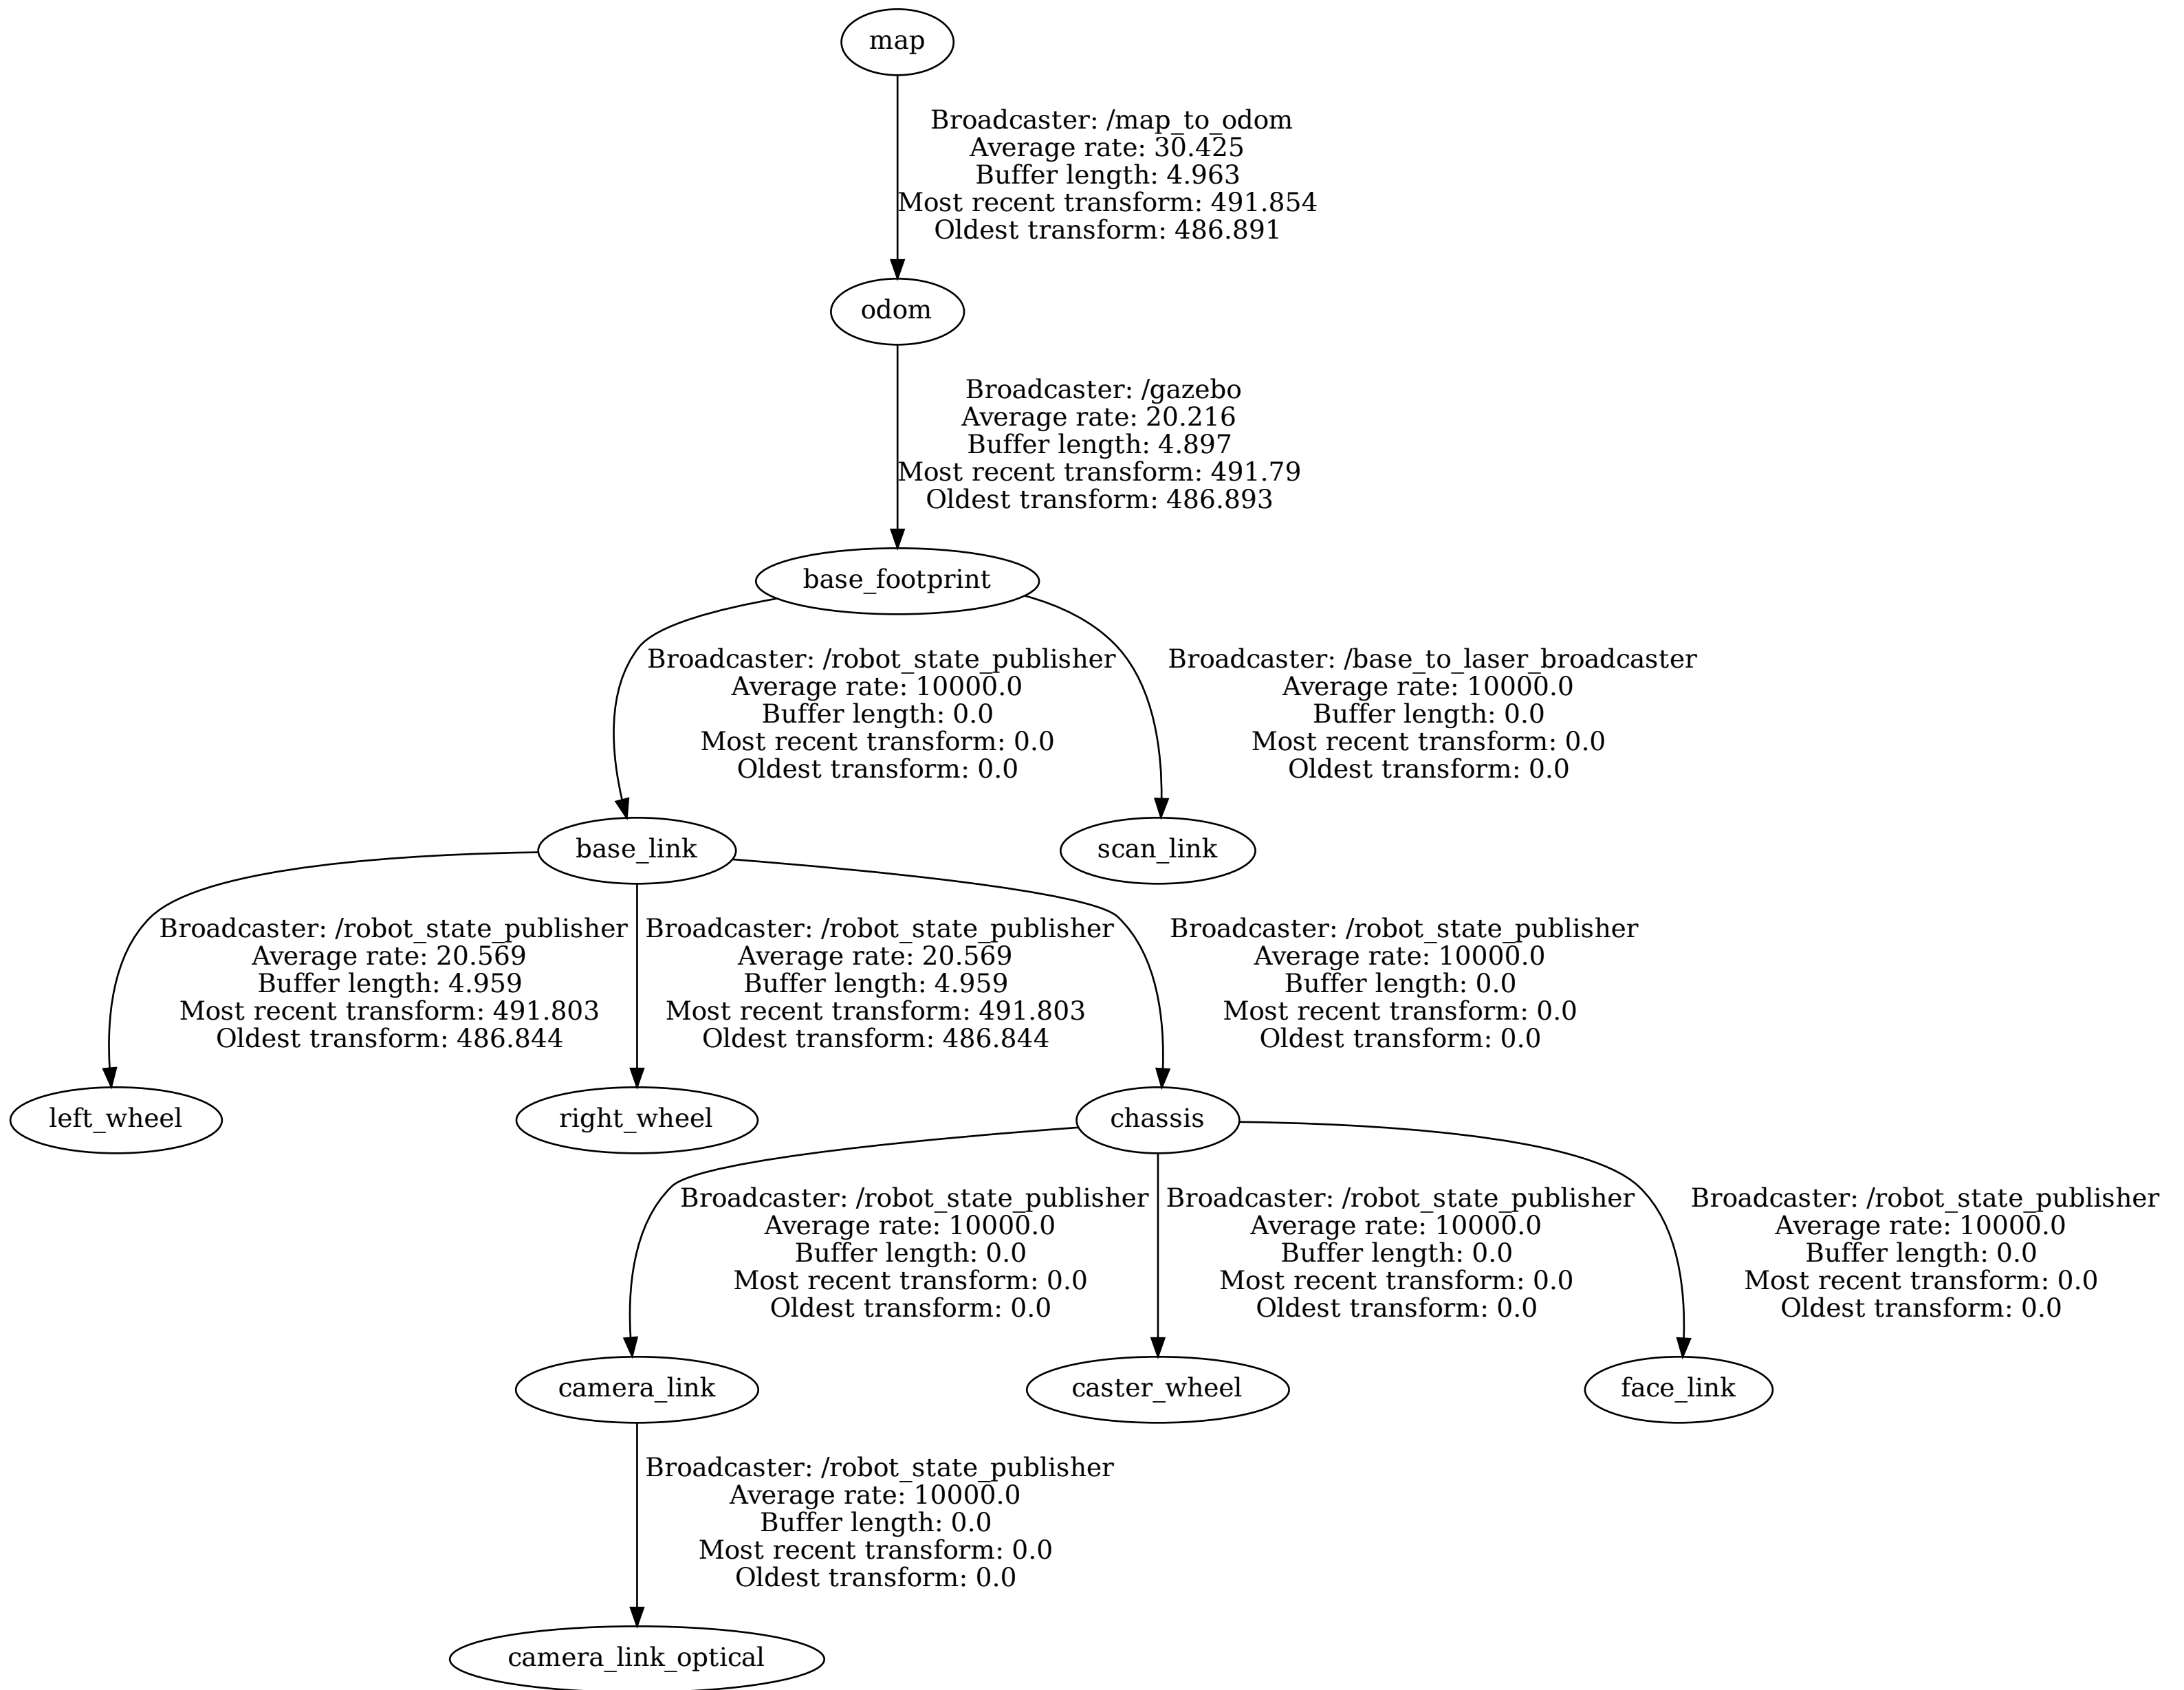 map
Broadcaster: /map_to_odom
Average rate: 30.425
Buffer length: 4.963
Most recent transform: 491.854
Oldest transform: 486.891
odom
Broadcaster: /gazebo
Average rate: 20.216
Buffer length: 4.897
Most recent transform: 491.79
Oldest transform: 486.893
base_footprint
Broadcaster: /robot_state_publisher
Average rate: 10000.0
Buffer length: 0.0
Most recent transform: 0.0
Oldest transform: 0.0
Broadcaster: /base_to_laser_broadcaster
Average rate: 10000.0
Buffer length: 0.0
Most recent transform: 0.0
Oldest transform: 0.0
base_link
scan_link
Broadcaster: /robot_state_publisher
Average rate: 20.569
Buffer length: 4.959
Most recent transform: 491.803
Oldest transform: 486.844
Broadcaster: /robot_state_publisher
Average rate: 20.569
Buffer length: 4.959
Most recent transform: 491.803
Oldest transform: 486.844
Broadcaster: /robot_state_publisher
Average rate: 10000.0
Buffer length: 0.0
Most recent transform: 0.0
Oldest transform: 0.0
left_wheel
right_wheel
chassis
Broadcaster: /robot_state_publisher
Average rate: 10000.0
Buffer length: 0.0
Most recent transform: 0.0
Oldest transform: 0.0
Broadcaster: /robot_state_publisher
Average rate: 10000.0
Buffer length: 0.0
Most recent transform: 0.0
Oldest transform: 0.0
Broadcaster: /robot_state_publisher
Average rate: 10000.0
Buffer length: 0.0
Most recent transform: 0.0
Oldest transform: 0.0
camera_link
caster_wheel
face_link
Broadcaster: /robot_state_publisher
Average rate: 10000.0
Buffer length: 0.0
Most recent transform: 0.0
Oldest transform: 0.0
camera_link_optical